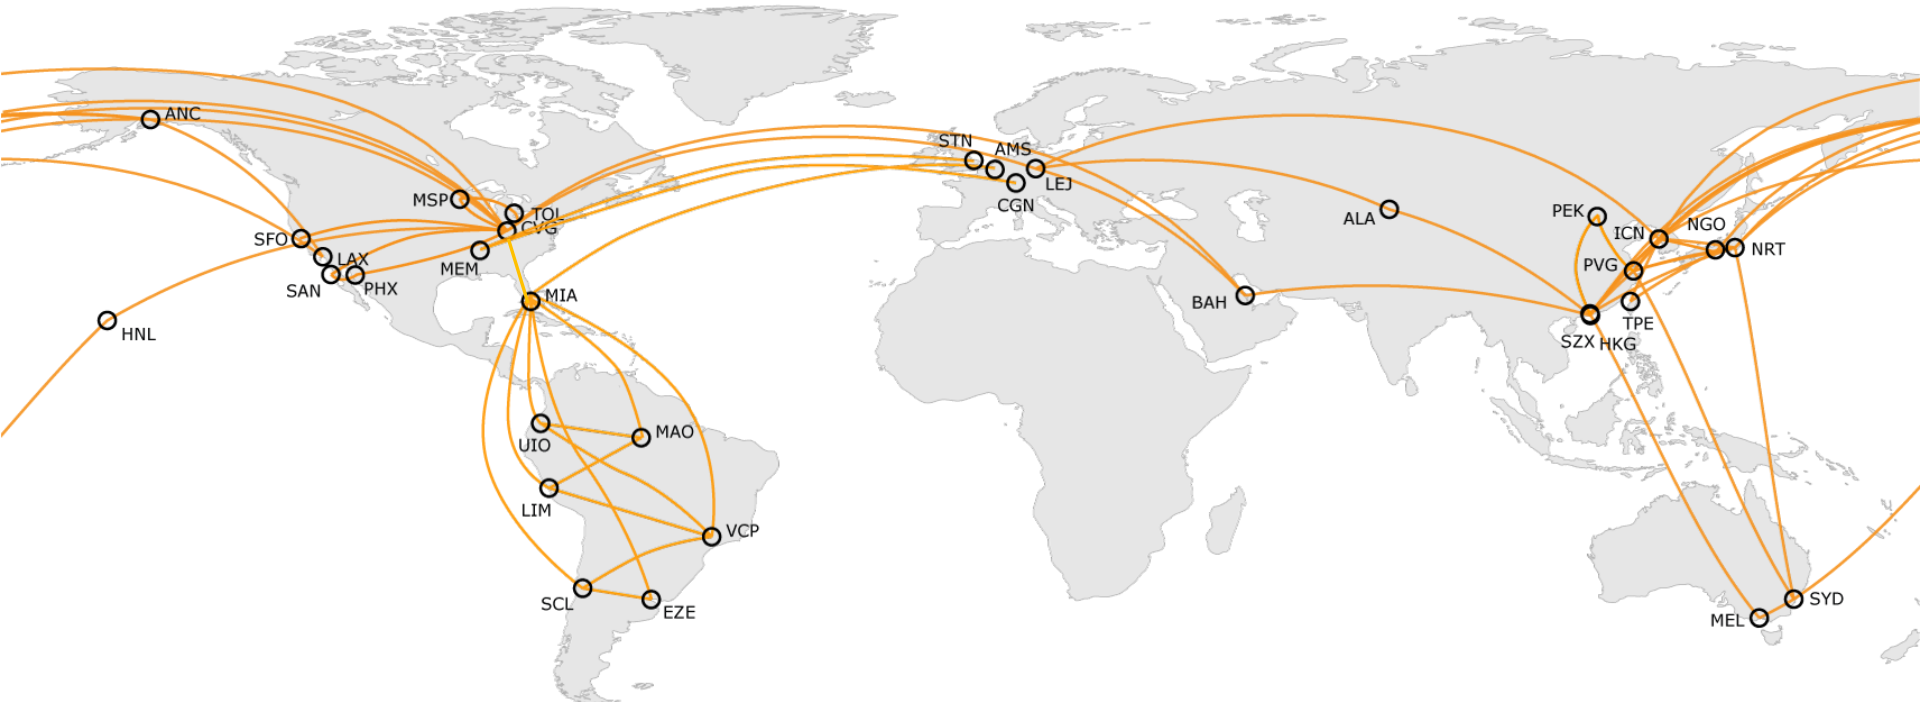 ANC
STN
AMS
LEJ
CGN
MSP
TOL
CVG
SFO
LAX
MEM
SAN
PHX
MIA
HNL
BAH
ALA
PEK
ICN
NGO
NRT
PVG
TPE
SZX
HKG
UIO
MAO
LIM
VCP
SCL
EZE
SYD
MEL